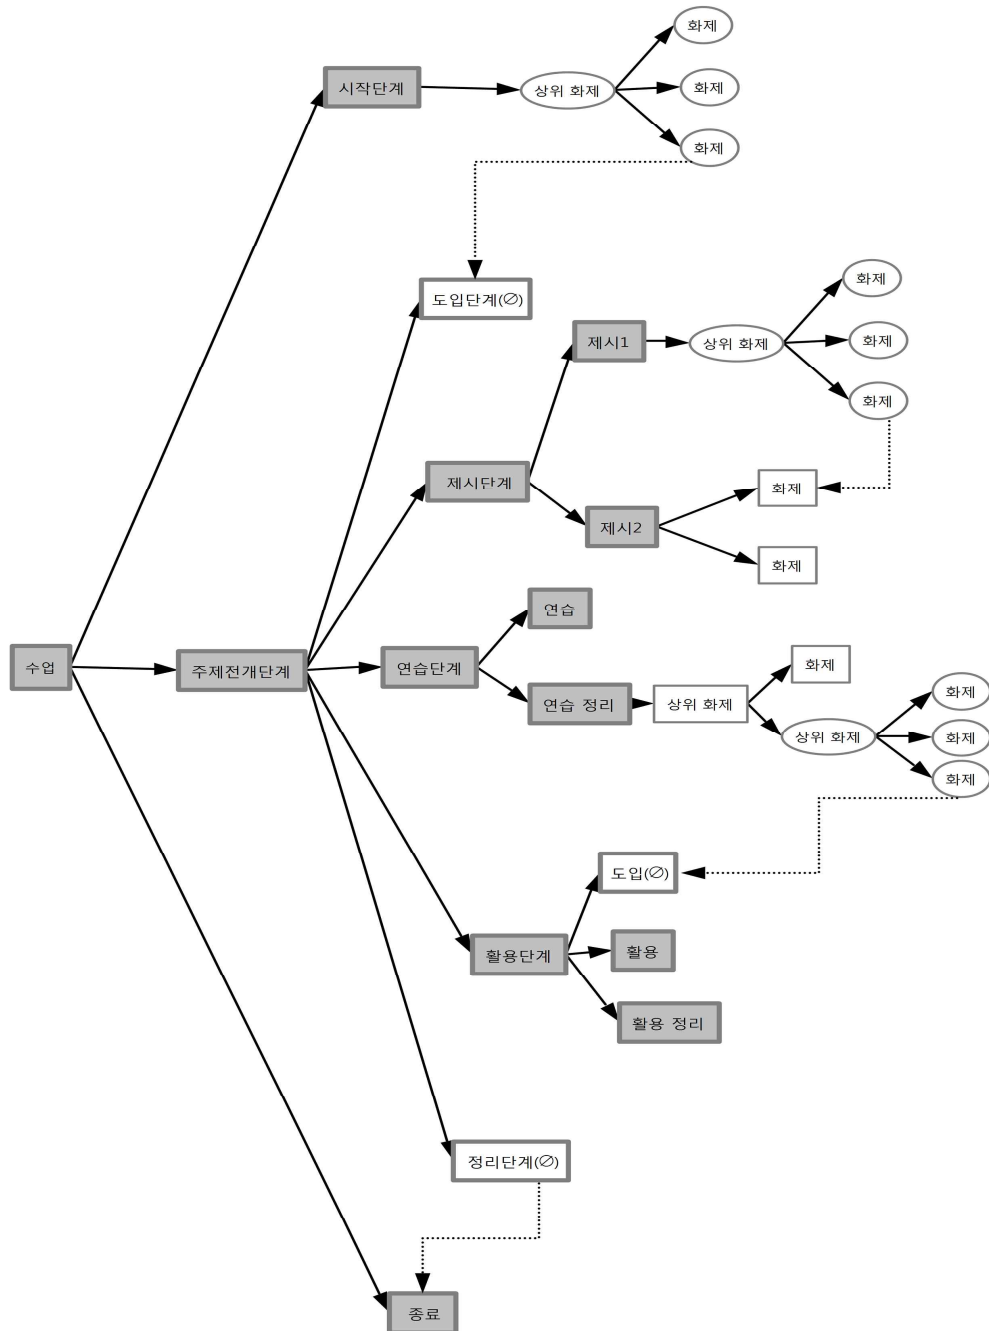 화제
시작단계
상위 화제
화제
화제
도입단계(∅)
화제
제시1
상위 화제
화제
화제
제시단계
화제
제시2
화제
연습
수업
주제전개단계
연습단계
화제
연습 정리
상위 화제
화제
상위 화제
화제
화제
도입(∅)
활용단계
활용
활용 정리
정리단계(∅)
종료